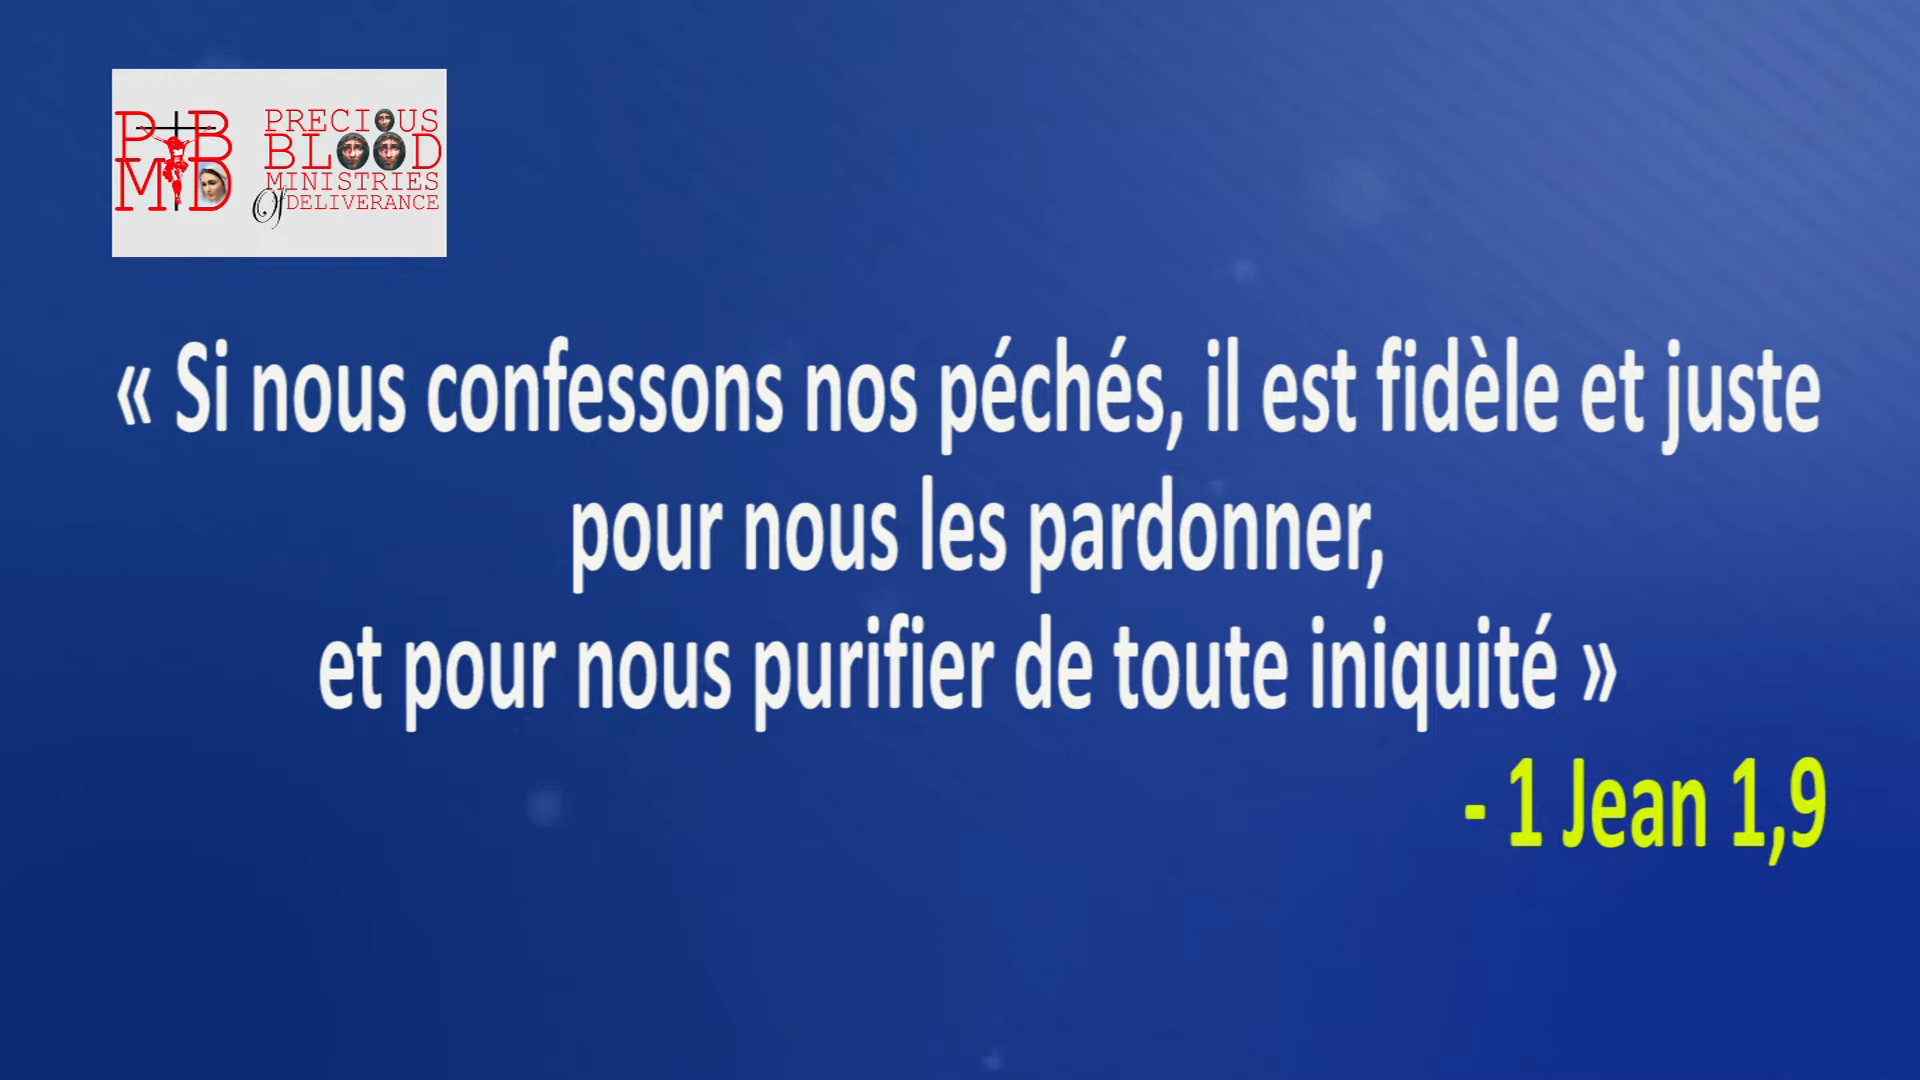 P B
M D
PRECIOUS
BLOOD
MINISTRIES
Of DELIVERANCE
« Si nous confessons nos péchés, il est fidèle et juste
pour nous les pardonner,
et pour nous purifier de toute iniquité »
- 1 Jean 1,9